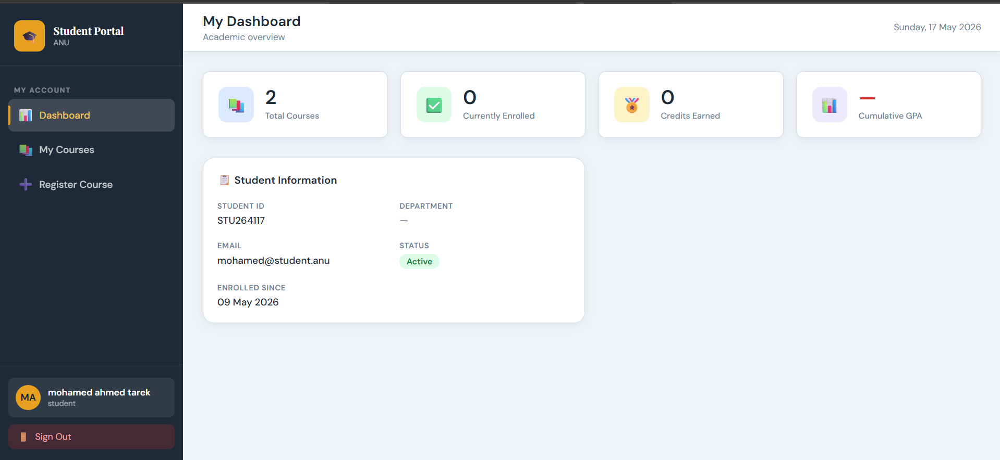 Student Portal
ANU
MY ACCOUNT
Dashboard
My Courses
Register Course
mohamed ahmed tarek
student
MA
Sign Out
My Dashboard
Academic overview
Sunday, 17 May 2026
2
Total Courses
0
Currently Enrolled
0
Credits Earned
—
Cumulative GPA
Student Information
STUDENT ID
STU264117
DEPARTMENT
—
EMAIL
mohamed@student.anu
STATUS
Active
ENROLLED SINCE
09 May 2026